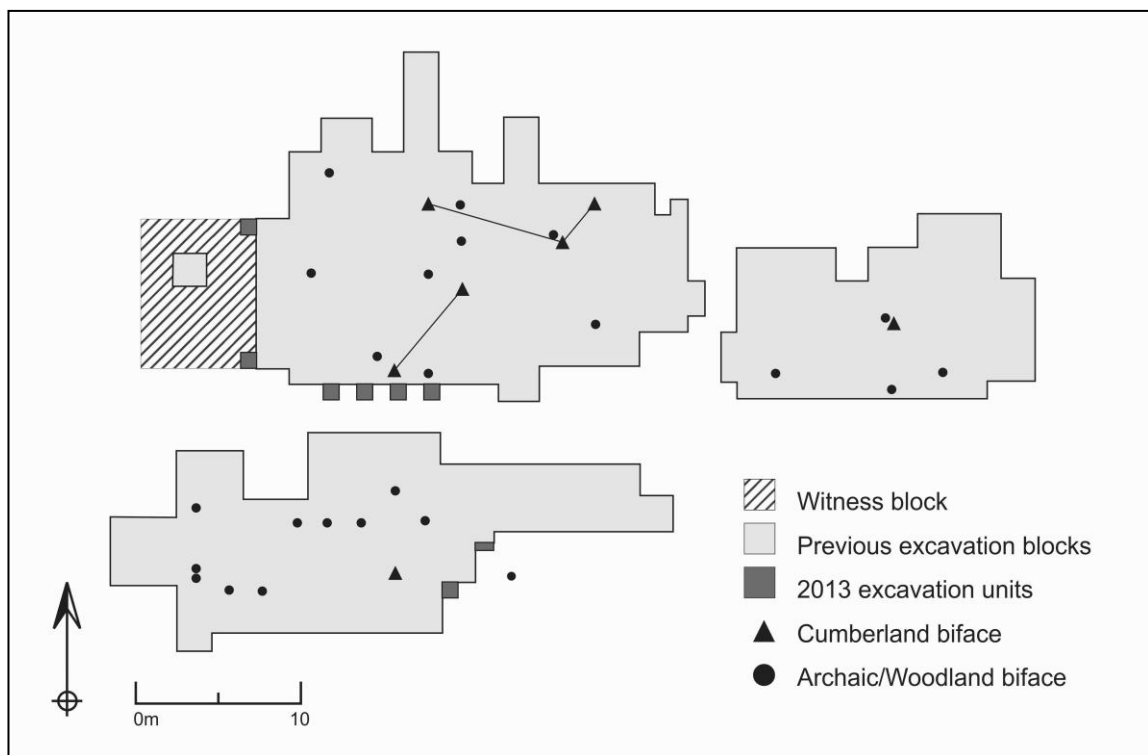 Witness block
Previous excavation blocks
2013 excavation units
Cumberland biface
Archaic/Woodland biface
0m 10